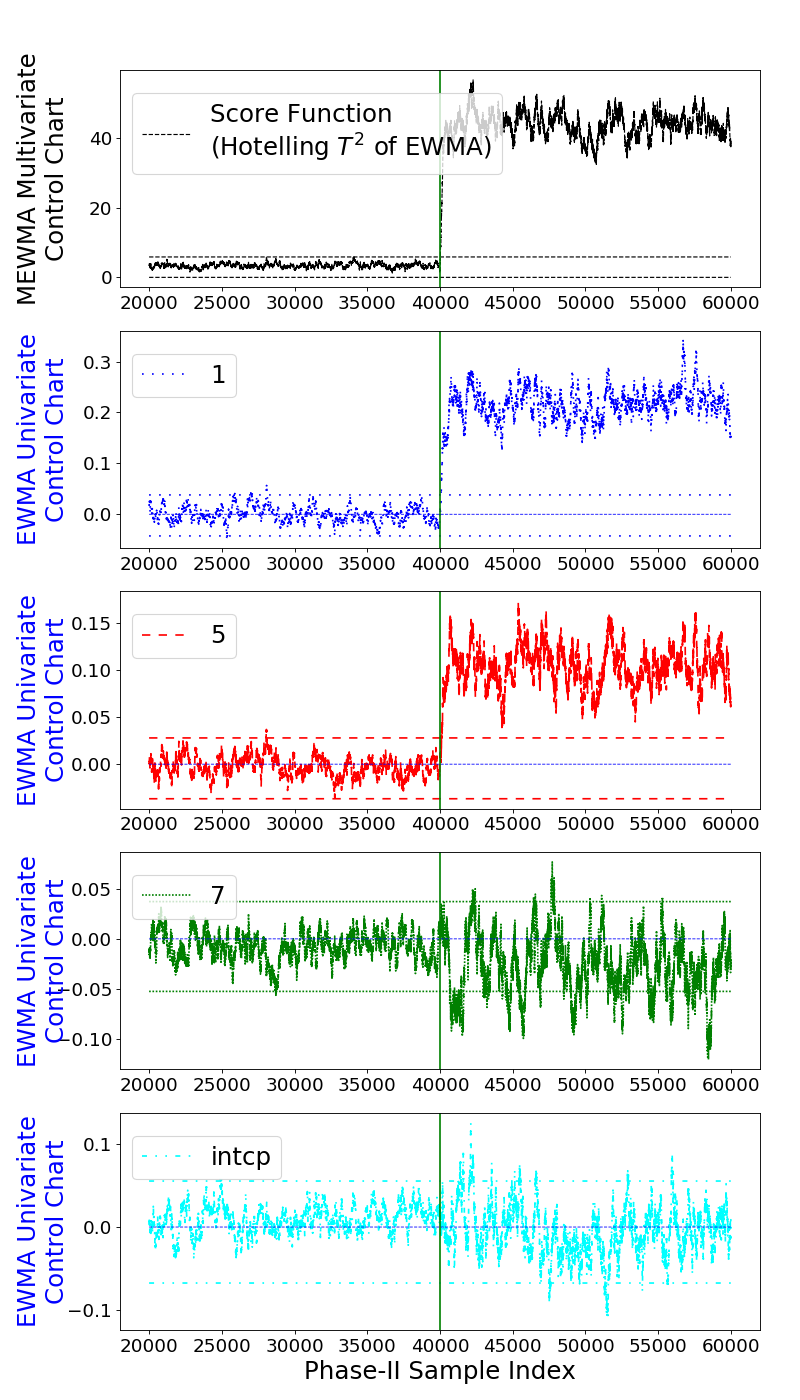 MEWMA Multivariate
Control Chart
Score Function
(Hotelling T² of EWMA)
40
20
0
20000 25000 30000 35000 40000 45000 50000 55000 60000
EWMA Univariate
Control Chart
1
0.3
0.2
0.1
0.0
20000 25000 30000 35000 40000 45000 50000 55000 60000
EWMA Univariate
Control Chart
5
0.15
0.10
0.05
0.00
20000 25000 30000 35000 40000 45000 50000 55000 60000
EWMA Univariate
Control Chart
7
0.05
0.00
−0.05
−0.10
20000 25000 30000 35000 40000 45000 50000 55000 60000
EWMA Univariate
Control Chart
intcp
0.1
0.0
−0.1
20000 25000 30000 35000 40000 45000 50000 55000 60000
Phase-II Sample Index